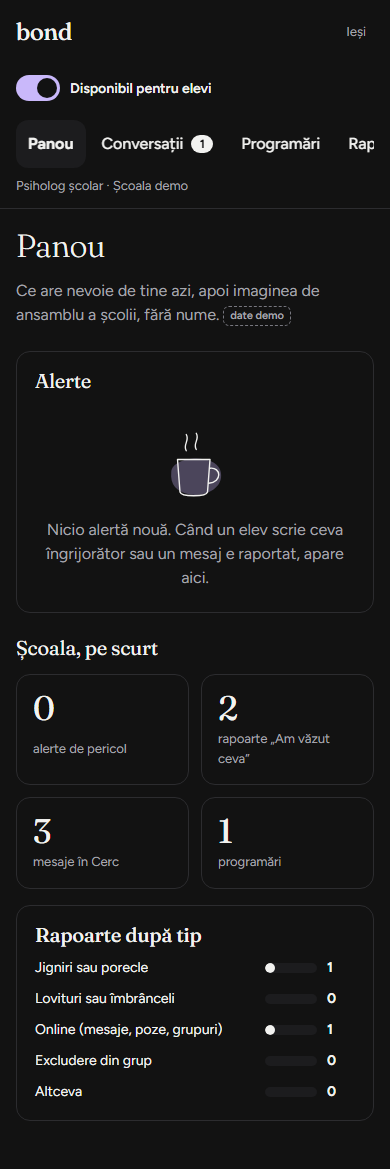 bond
Ieși
Disponibil pentru elevi
Panou
Conversații 1
Programări
Rap
Psiholog școlar · Școala demo
Panou
Ce are nevoie de tine azi, apoi imaginea de
ansamblu a școlii, fără nume. date demo
Alerte
Nicio alertă nouă. Când un elev scrie ceva
îngrijorător sau un mesaj e raportat, apare
aici.
Școala, pe scurt
0
alerte de pericol
2
rapoarte „Am văzut
ceva”
3
mesaje în Cerc
1
programări
Rapoarte după tip
Jigniri sau porecle 1
Lovituri sau îmbrânceli 0
Online (mesaje, poze, grupuri) 1
Excludere din grup 0
Altceva 0